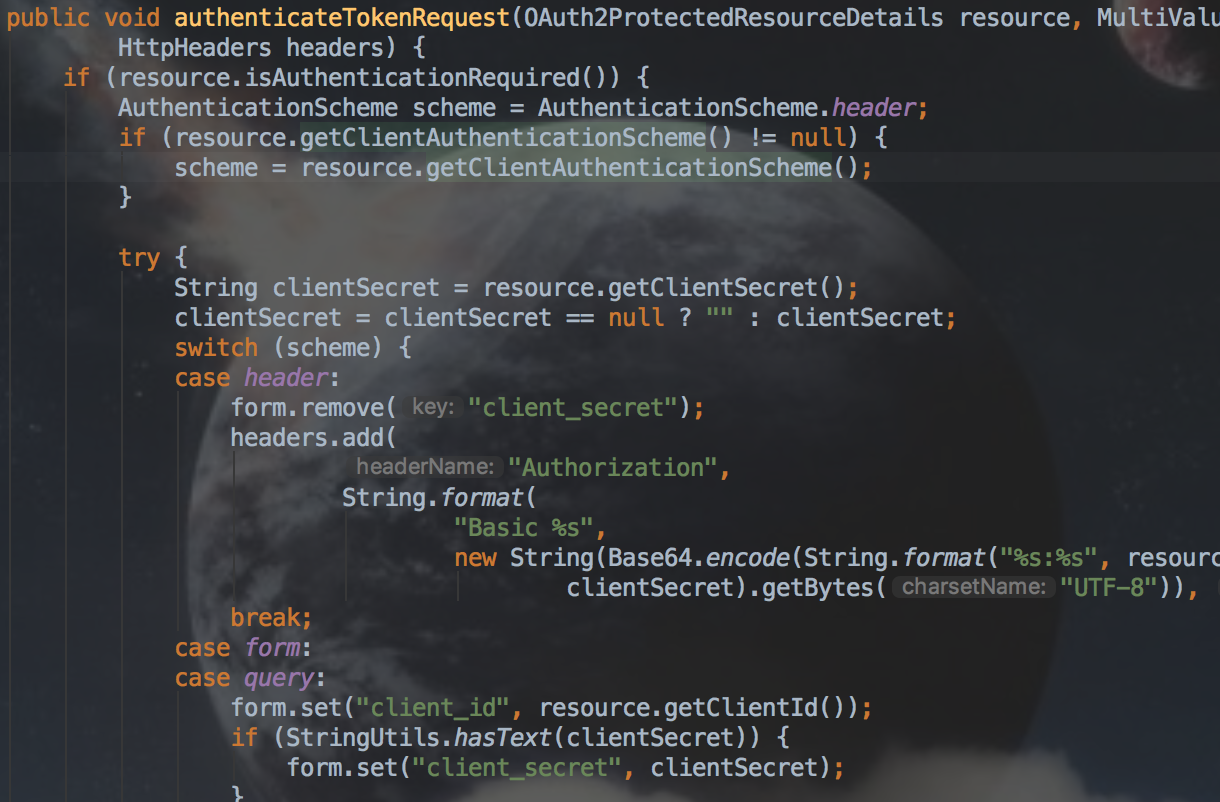 public void authenticateTokenRequest(OAuth2ProtectedResourceDetails resource, MultiValu
HttpHeaders headers) {
if (resource.isAuthenticationRequired()) {
AuthenticationScheme scheme = AuthenticationScheme.header;
if (resource.getClientAuthenticationScheme() != null) {
scheme = resource.getClientAuthenticationScheme();
}
try {
String clientSecret = resource.getClientSecret();
clientSecret = clientSecret == null ? "" : clientSecret;
switch (scheme) {
case header:
form.remove( key: "client_secret");
headers.add(
headerName: "Authorization",
String.format(
"Basic %s",
new String(Base64.encode(String.format("%s:%s", resourc
clientSecret).getBytes( charsetName: "UTF-8")),
break;
case form:
case query:
form.set("client_id", resource.getClientId());
if (StringUtils.hasText(clientSecret)) {
form.set("client_secret", clientSecret);
}